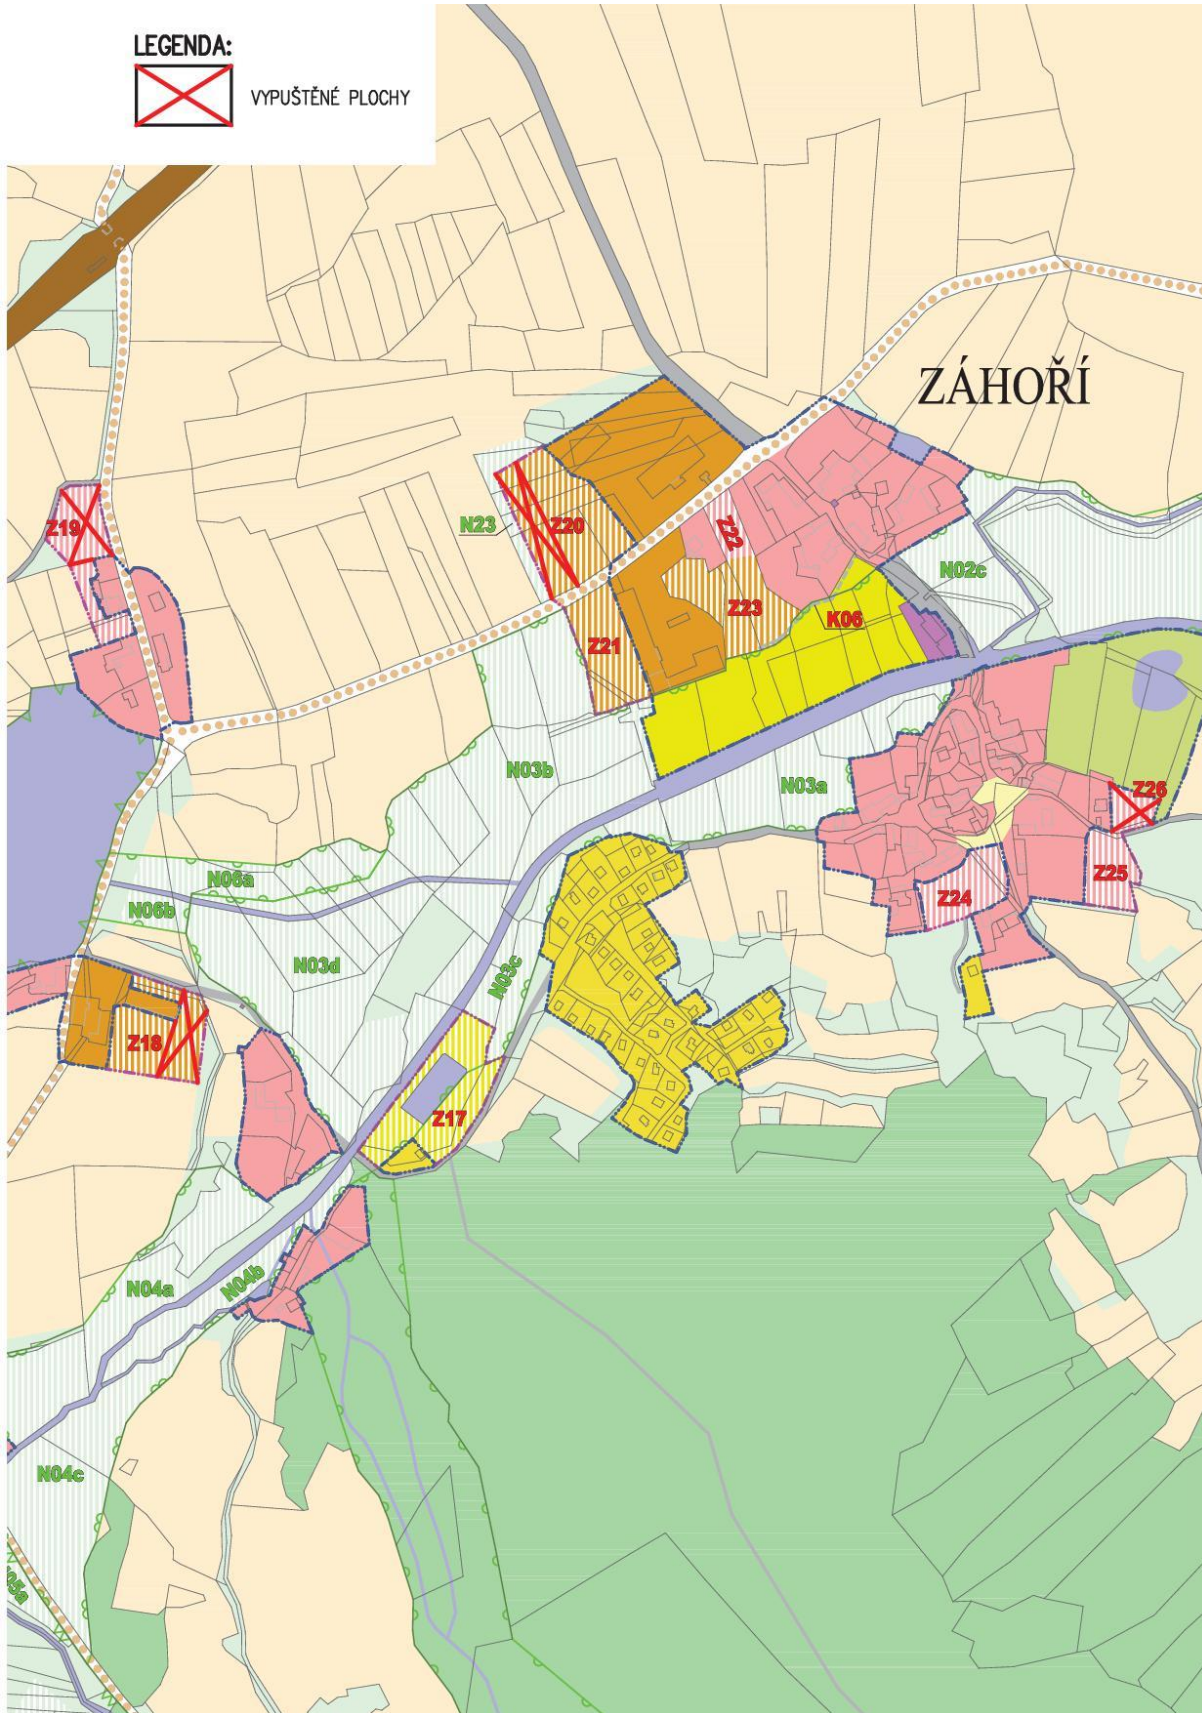 LEGENDA:
VYPUŠTĚNÉ PLOCHY
ZÁHOŘÍ
Z19
N23
Z20
Z22
N02c
Z23
K06
Z21
N03b
N03a
Z26
N06a
Z25
Z24
N06b
N03d
N03c
Z18
Z17
N04a
N04b
N04c